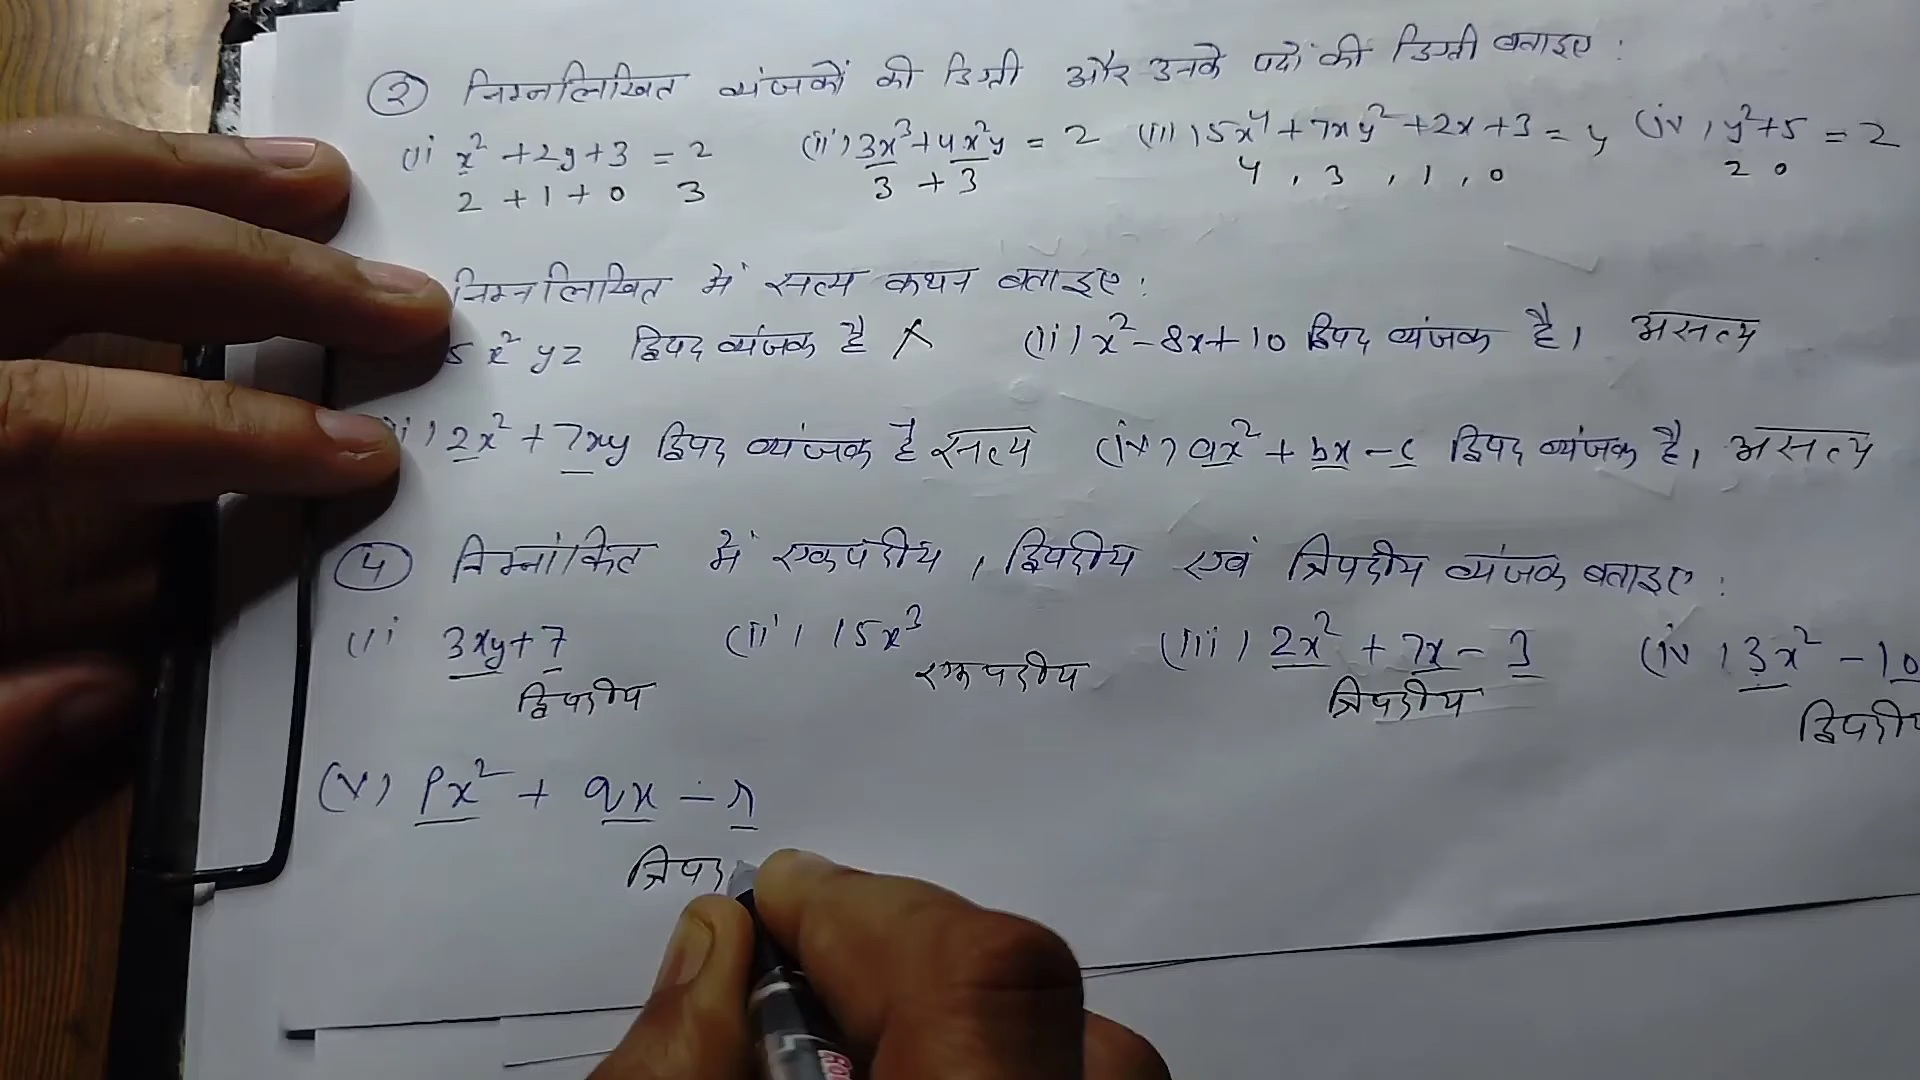 ② निम्नलिखित व्यंजकों की डिग्री और उनके पदों की डिग्री बताइए :
(i x² + 2y + 3 = 2 (ii) 3x³ + 4x²y = 2 (iii) 5x⁴ + 7xy² + 2x + 3 = y (iv) y² + 5 = 2
2 + 1 + 0 3 3 + 3 4 , 3 , 1 , 0 2 0
निम्नलिखित में सत्य कथन बताइए :
5x²yz द्विपद व्यंजक है ✗ (ii) x² - 8x + 10 द्विपद व्यंजक है। असत्य
i) 2x² + 7xy द्विपद व्यंजक है सत्य (iv) ax² + bx - c द्विपद व्यंजक है। असत्य
④ निम्नांकित में एकपदीय , द्विपदीय एवं त्रिपदीय व्यंजक बताइए :
(i 3xy + 7 (ii) 15x³ (iii) 2x² + 7x - 3 (iv) 3x² - 10
द्विपदीय एकपदीय त्रिपदीय द्विपदीय
(v) px² + qx - r
त्रिपद